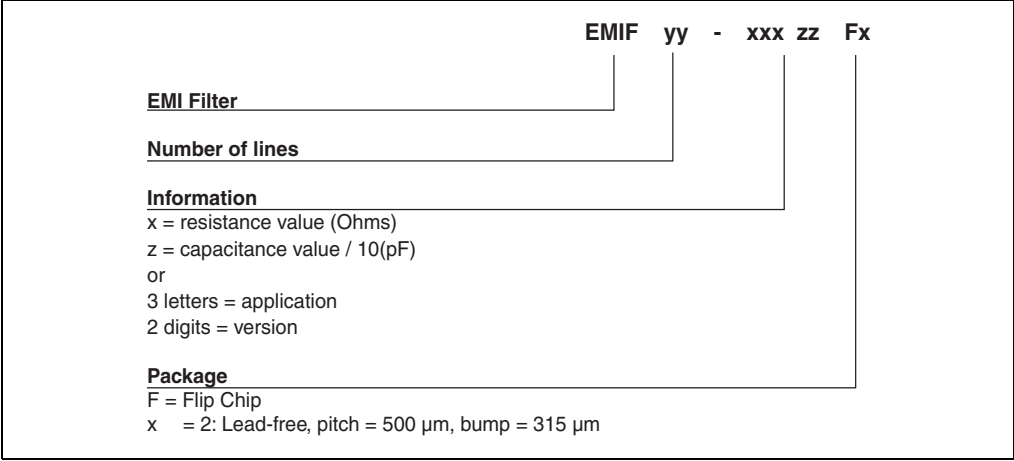 EMIF yy - xxx zz Fx
EMI Filter
Number of lines
Information
x = resistance value (Ohms)
z = capacitance value / 10(pF)
or
3 letters = application
2 digits = version
Package
F = Flip Chip
x = 2: Lead-free, pitch = 500 µm, bump = 315 µm